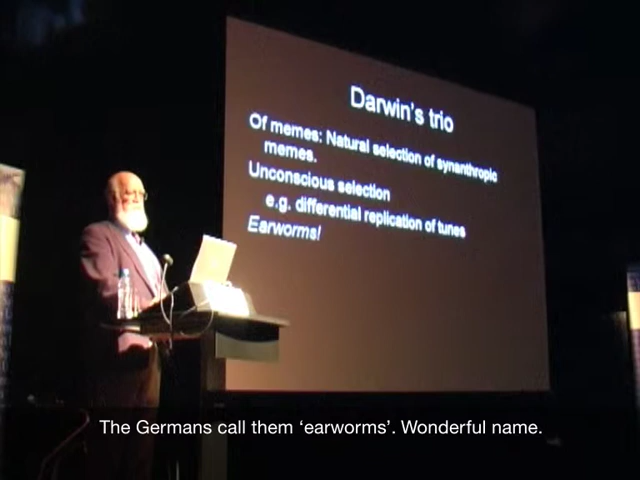 Darwin's trio
Of memes: Natural selection of synanthropic
memes.
Unconscious selection
e.g. differential replication of tunes
Earworms!
The Germans call them ‘earworms’. Wonderful name.